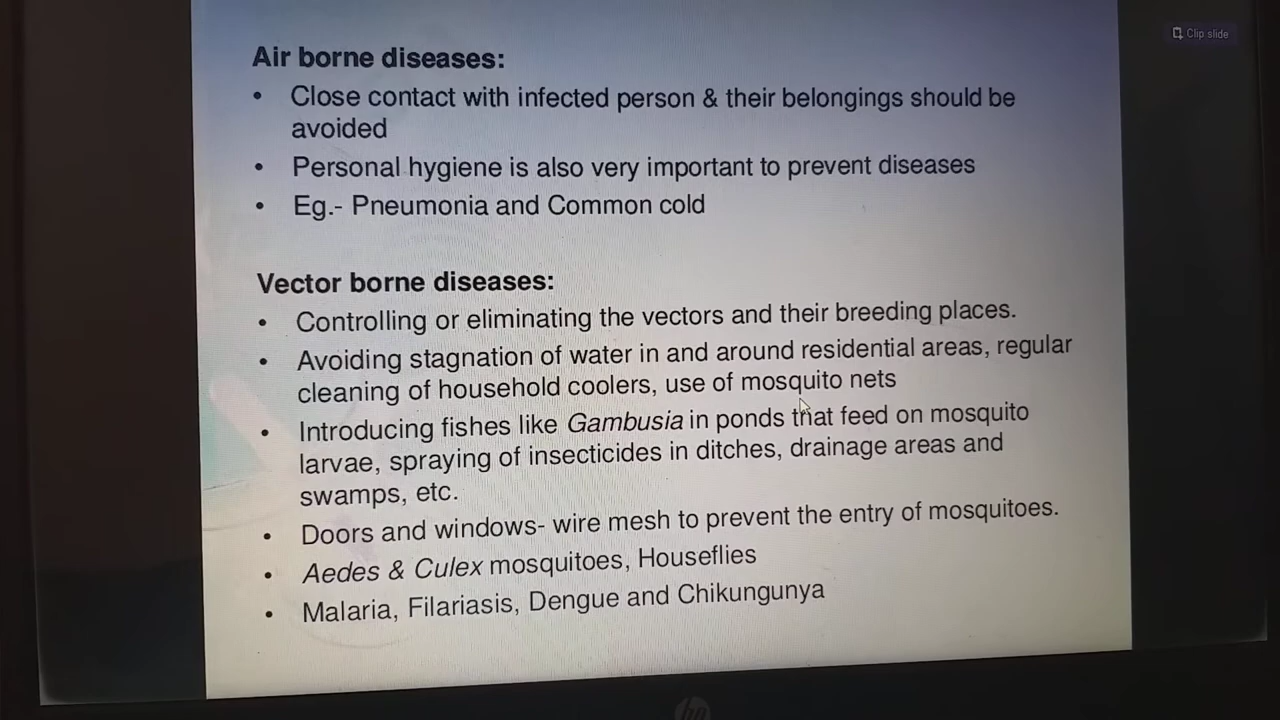 Clip slide
Air borne diseases:
• Close contact with infected person & their belongings should be
avoided
• Personal hygiene is also very important to prevent diseases
• Eg.- Pneumonia and Common cold
Vector borne diseases:
• Controlling or eliminating the vectors and their breeding places.
• Avoiding stagnation of water in and around residential areas, regular
cleaning of household coolers, use of mosquito nets
• Introducing fishes like Gambusia in ponds that feed on mosquito
larvae, spraying of insecticides in ditches, drainage areas and
swamps, etc.
• Doors and windows- wire mesh to prevent the entry of mosquitoes.
• Aedes & Culex mosquitoes, Houseflies
• Malaria, Filariasis, Dengue and Chikungunya
hp